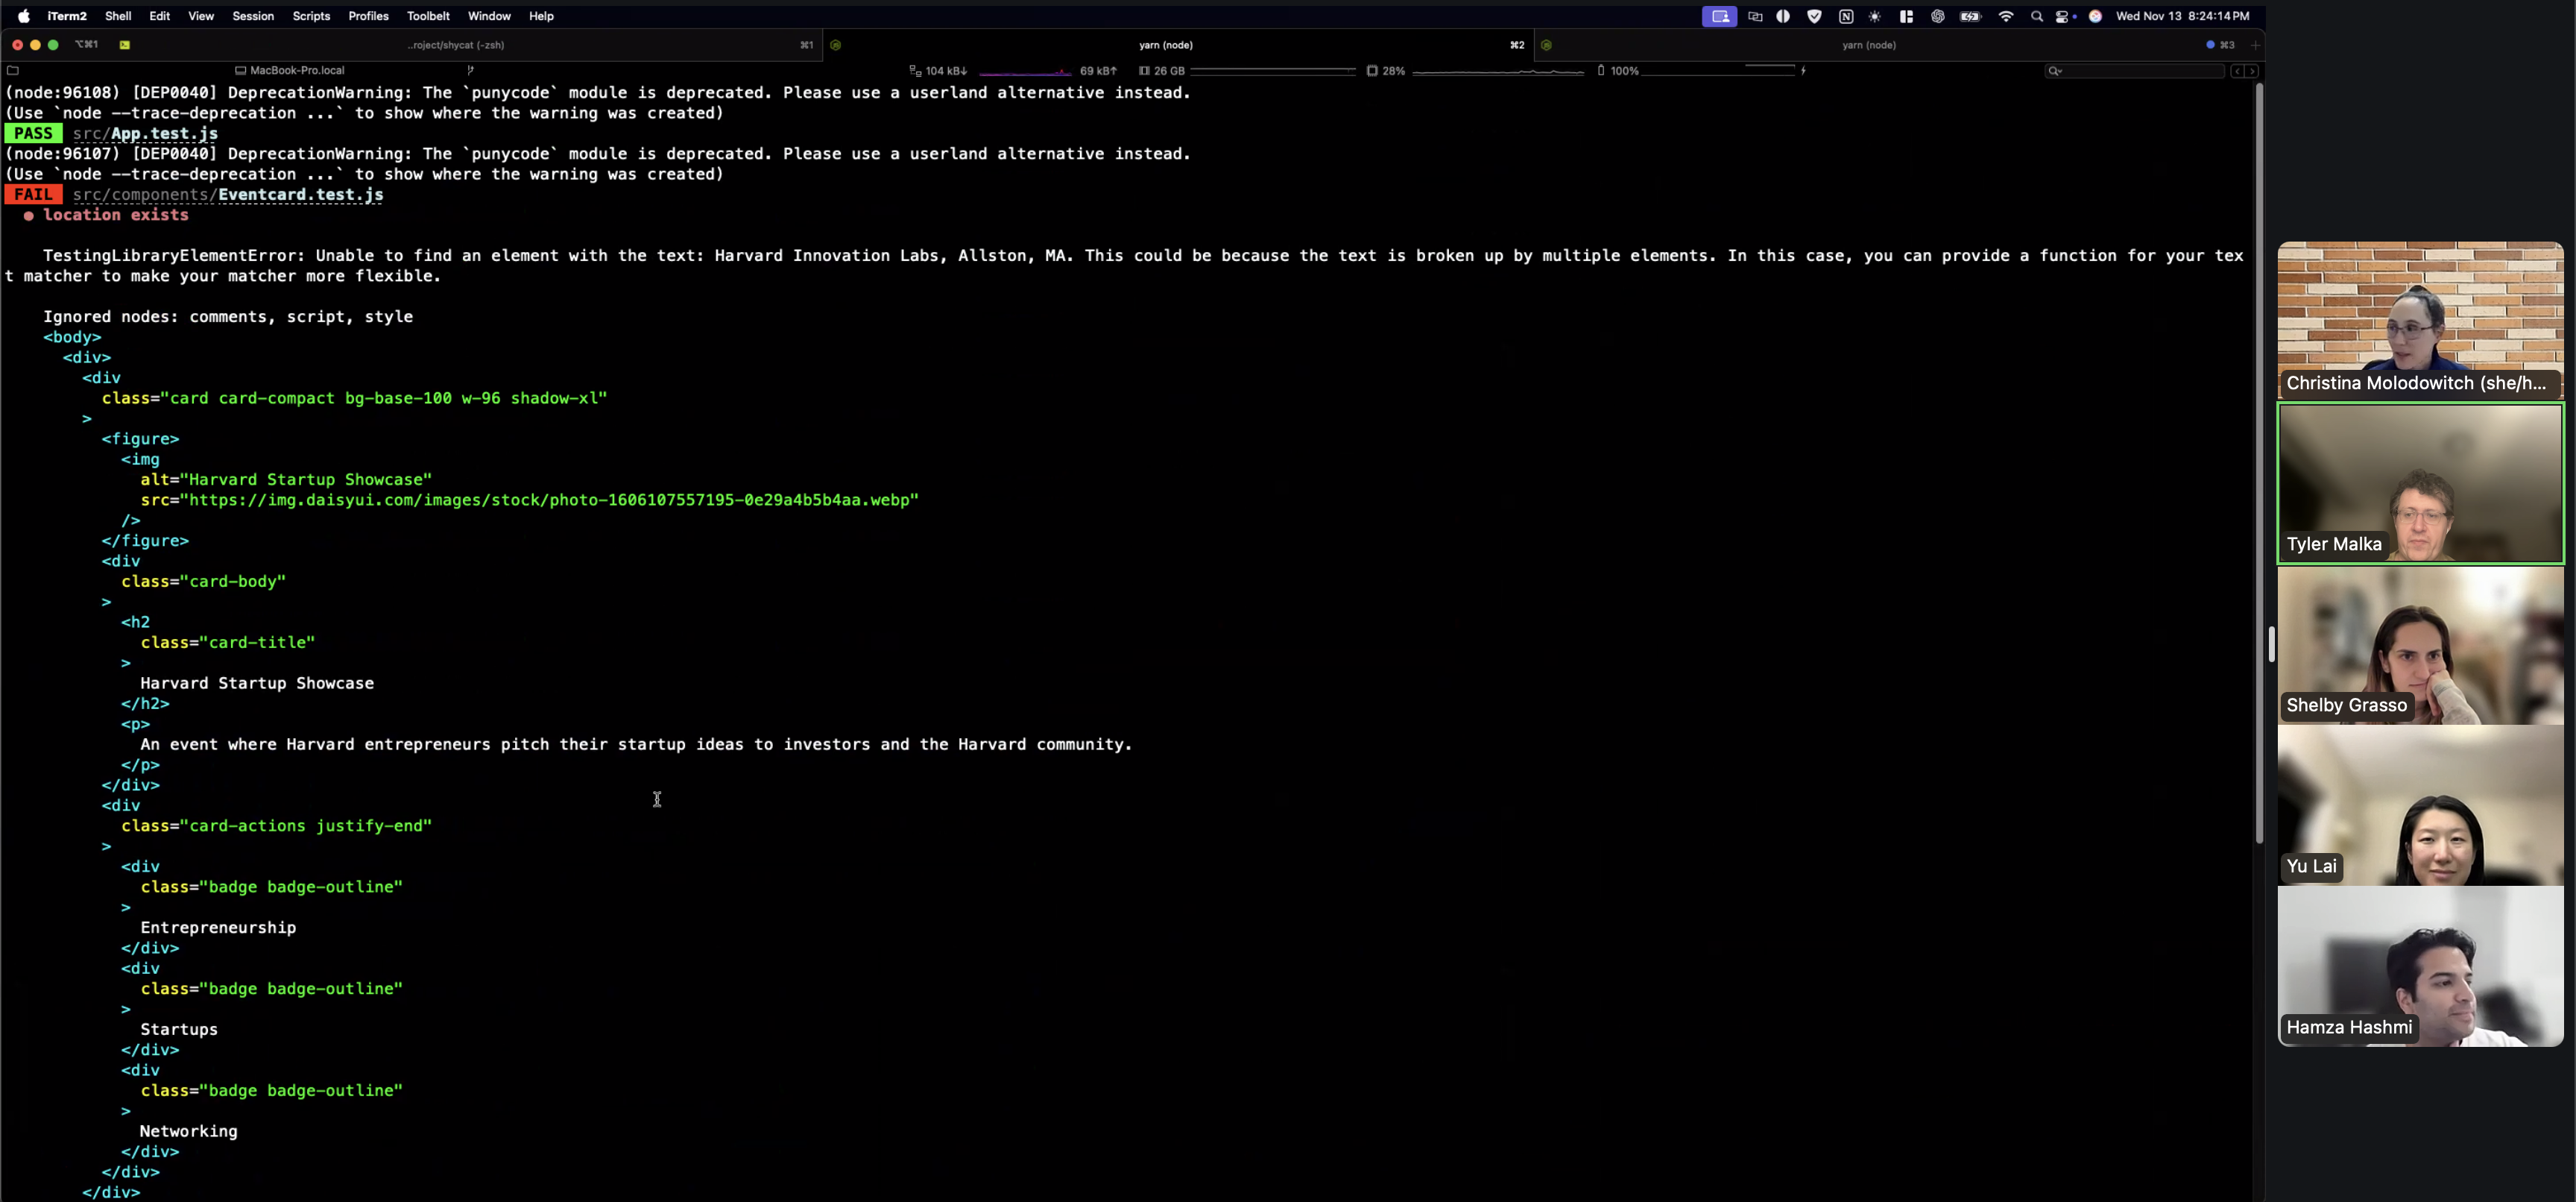 iTerm2 Shell Edit View Session Scripts Profiles Toolbelt Window Help Wed Nov 13 8:24:14 PM
⌥⌘1 ..roject/shycat (-zsh) ⌘1 yarn (node) ⌘2 yarn (node) ⌘3
MacBook-Pro.local 104 kB↓ 69 kB↑ 26 GB 28% 100%
(node:96108) [DEP0040] DeprecationWarning: The `punycode` module is deprecated. Please use a userland alternative instead.
(Use `node --trace-deprecation ...` to show where the warning was created)
PASS src/App.test.js
(node:96107) [DEP0040] DeprecationWarning: The `punycode` module is deprecated. Please use a userland alternative instead.
(Use `node --trace-deprecation ...` to show where the warning was created)
FAIL src/components/Eventcard.test.js
● location exists
TestingLibraryElementError: Unable to find an element with the text: Harvard Innovation Labs, Allston, MA. This could be because the text is broken up by multiple elements. In this case, you can provide a function for your tex
t matcher to make your matcher more flexible.
Ignored nodes: comments, script, style
<body>
<div>
<div
class="card card-compact bg-base-100 w-96 shadow-xl"
>
<figure>
<img
alt="Harvard Startup Showcase"
src="https://img.daisyui.com/images/stock/photo-1606107557195-0e29a4b5b4aa.webp"
/>
</figure>
<div
class="card-body"
>
<h2
class="card-title"
>
Harvard Startup Showcase
</h2>
<p>
An event where Harvard entrepreneurs pitch their startup ideas to investors and the Harvard community.
</p>
</div>
<div
class="card-actions justify-end"
>
<div
class="badge badge-outline"
>
Entrepreneurship
</div>
<div
class="badge badge-outline"
>
Startups
</div>
<div
class="badge badge-outline"
>
Networking
</div>
</div>
</div>
Christina Molodowitch (she/h...
Tyler Malka
Shelby Grasso
Yu Lai
Hamza Hashmi